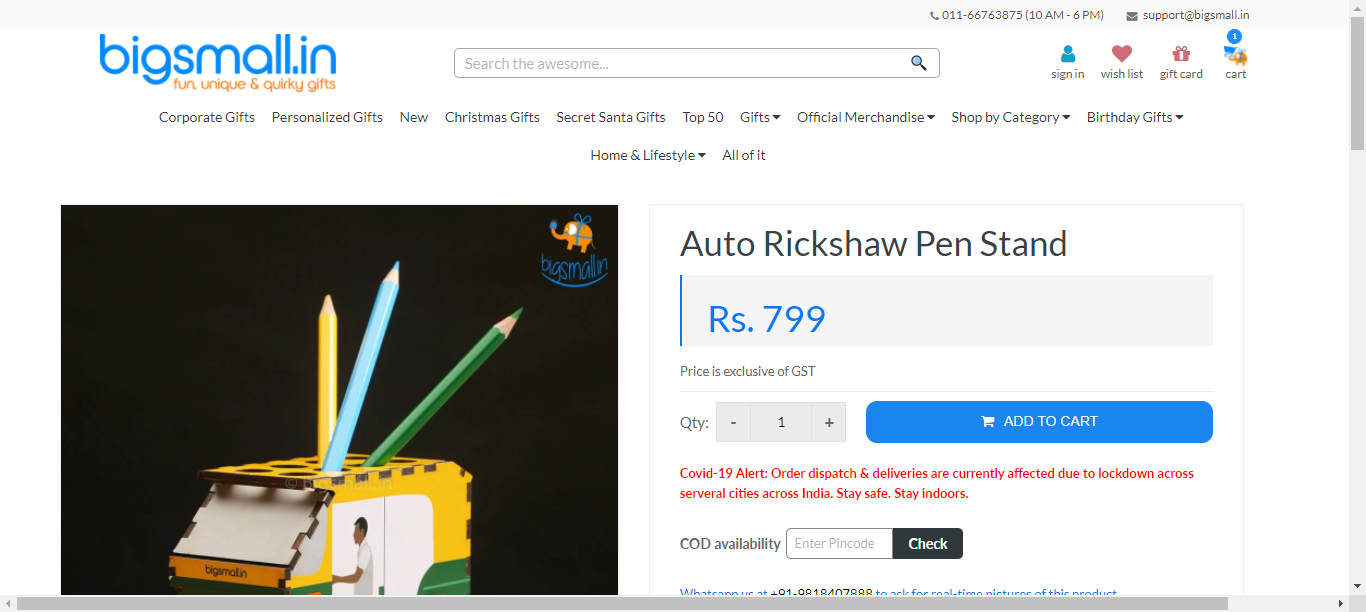 011-66763875 (10 AM - 6 PM) support@bigsmall.in
bigsmall.in
fun, unique & quirky gifts
Search the awesome...
1
sign in wish list gift card cart
Corporate Gifts Personalized Gifts New Christmas Gifts Secret Santa Gifts Top 50 Gifts Official Merchandise Shop by Category Birthday Gifts
Home & Lifestyle All of it
bigsmall.in
© bigsmall.in
bigsmall.in
Auto Rickshaw Pen Stand
Rs. 799
Price is exclusive of GST
Qty: - 1 + ADD TO CART
Covid-19 Alert: Order dispatch & deliveries are currently affected due to lockdown across
serveral cities across India. Stay safe. Stay indoors.
COD availability Enter Pincode Check
Whatsapp us at +91-9818407888 to ask for real-time pictures of this product